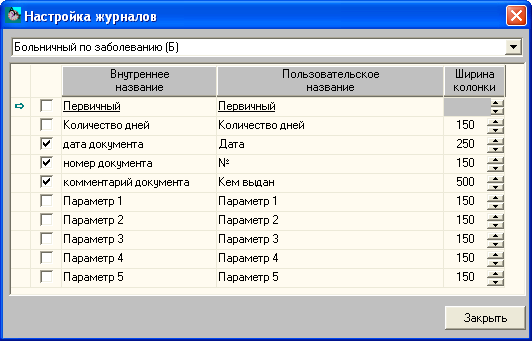 Настройка журналов
Больничный по заболеванию (Б)
Внутреннее название Пользовательское название Ширина колонки
Первичный Первичный
Количество дней Количество дней 150
дата документа Дата 250
номер документа № 150
комментарий документа Кем выдан 500
Параметр 1 Параметр 1 150
Параметр 2 Параметр 2 150
Параметр 3 Параметр 3 150
Параметр 4 Параметр 4 150
Параметр 5 Параметр 5 150
Закрыть